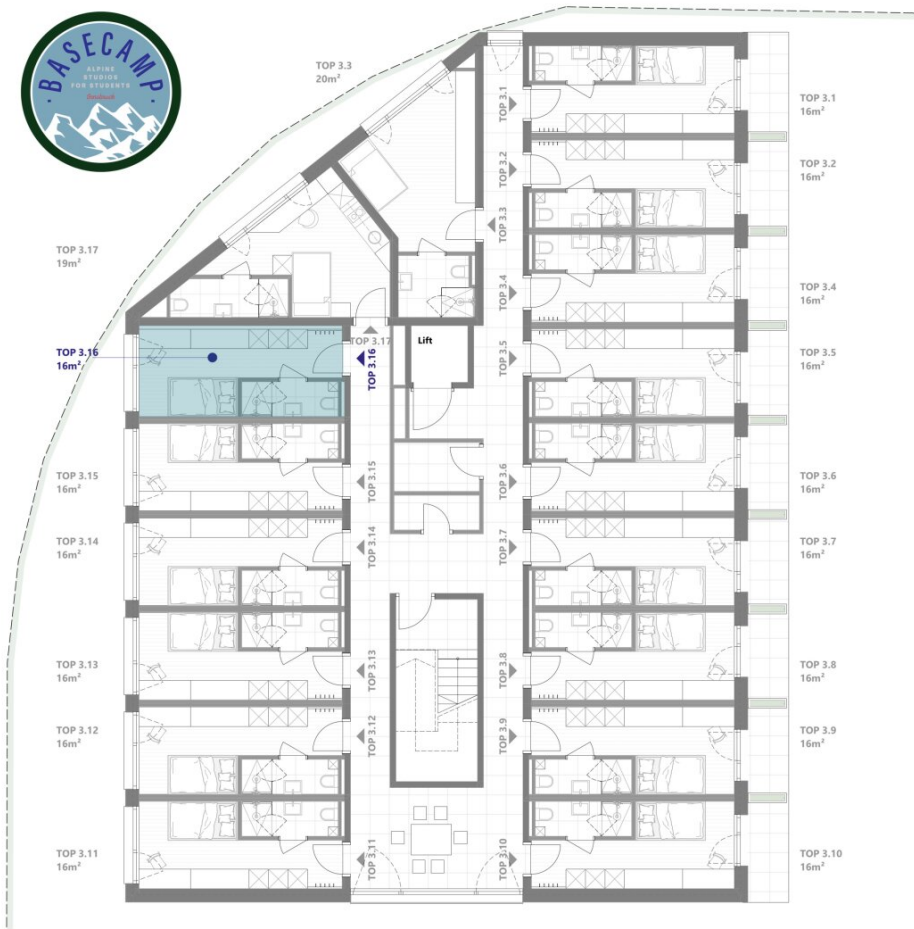 BASECAMP
ALPINE
STUDIOS
FOR STUDENTS
Innsbruck
TOP 3.3
20m²
TOP 3.17
19m²
TOP 3.16
16m²
TOP 3.15
16m²
TOP 3.14
16m²
TOP 3.13
16m²
TOP 3.12
16m²
TOP 3.11
16m²
TOP 3.17
TOP 3.16
TOP 3.15
TOP 3.14
TOP 3.13
TOP 3.12
TOP 3.11
Lift
TOP 3.1
TOP 3.2
TOP 3.3
TOP 3.4
TOP 3.5
TOP 3.6
TOP 3.7
TOP 3.8
TOP 3.9
TOP 3.10
TOP 3.1
16m²
TOP 3.2
16m²
TOP 3.4
16m²
TOP 3.5
16m²
TOP 3.6
16m²
TOP 3.7
16m²
TOP 3.8
16m²
TOP 3.9
16m²
TOP 3.10
16m²